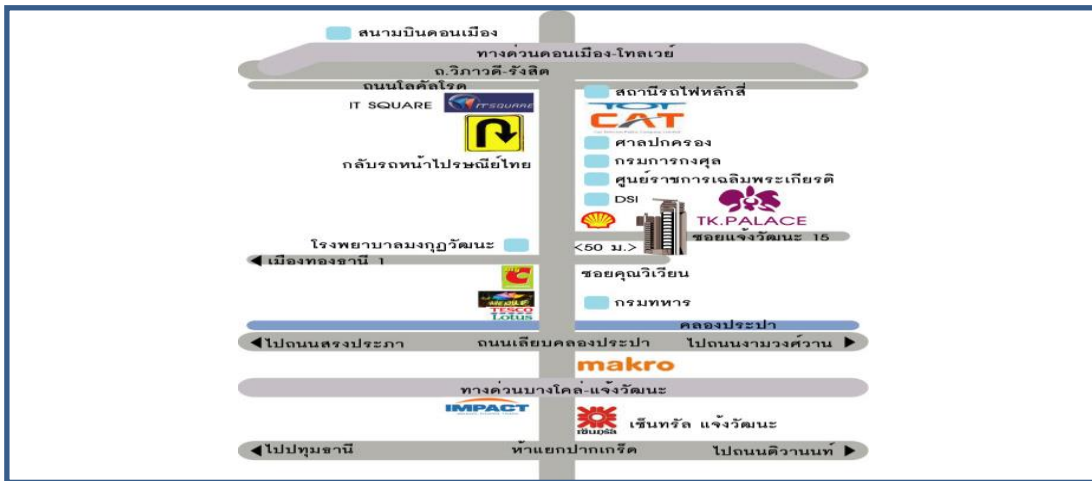 สนามบินดอนเมือง
ทางด่วนดอนเมือง-โทลเวย์
ถ.วิภาวดี-รังสิต
ถนนโลคัลโรด
สถานีรถไฟหลักสี่
IT SQUARE
IT SQUARE
TOT
CAT
ศาลปกครอง
กลับรถหน้าไปรษณีย์ไทย
กรมการกงศุล
ศูนย์ราชการเฉลิมพระเกียรติ
DSI
TK.PALACE
ซอยแจ้งวัฒนะ 15
โรงพยาบาลมงกุฎวัฒนะ
<50 ม.>
เมืองทองธานี 1
ซอยคุณวิเวียน
Big C
กรมทหาร
TESCO
Lotus
คลองประปา
ไปถนนสรงประภา
ถนนเลียบคลองประปา
ไปถนนงามวงศ์วาน
makro
ทางด่วนบางโคล่-แจ้งวัฒนะ
IMPACT
เซ็นทรัล
เซ็นทรัล แจ้งวัฒนะ
ไปปทุมธานี
ห้าแยกปากเกร็ด
ไปถนนติวานนท์